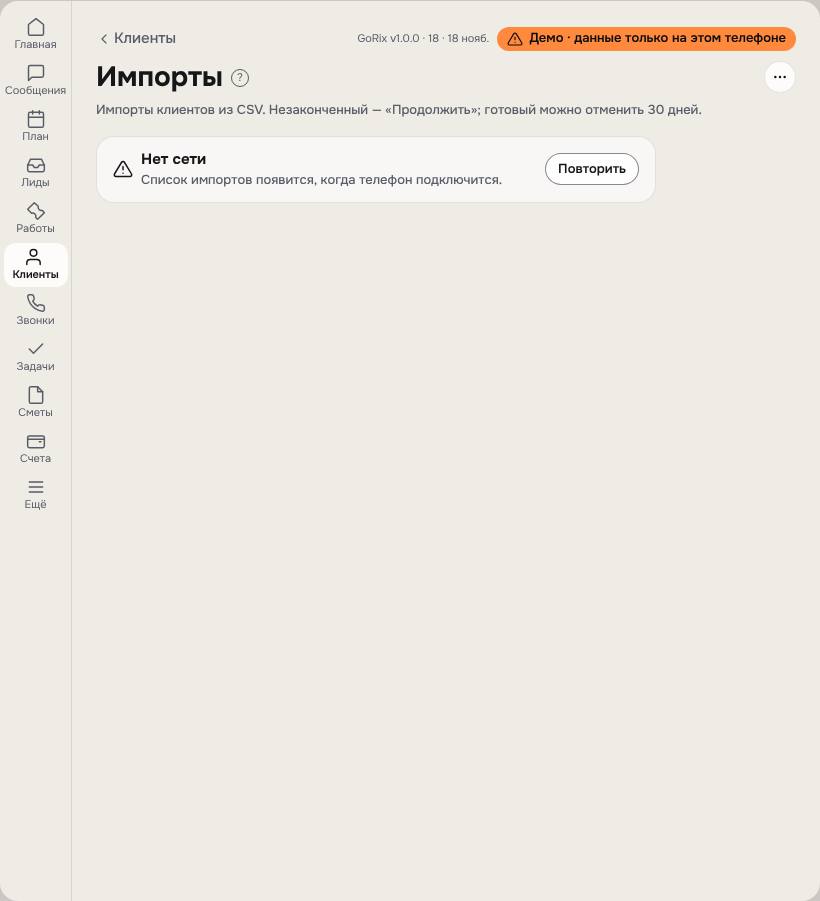 Главная
Сообщения
План
Лиды
Работы
Клиенты
Звонки
Задачи
Сметы
Счета
Ещё
Клиенты
GoRix v1.0.0 · 18 · 18 нояб.
Демо · данные только на этом телефоне
Импорты ?
Импорты клиентов из CSV. Незаконченный — «Продолжить»; готовый можно отменить 30 дней.
Нет сети
Список импортов появится, когда телефон подключится.
Повторить